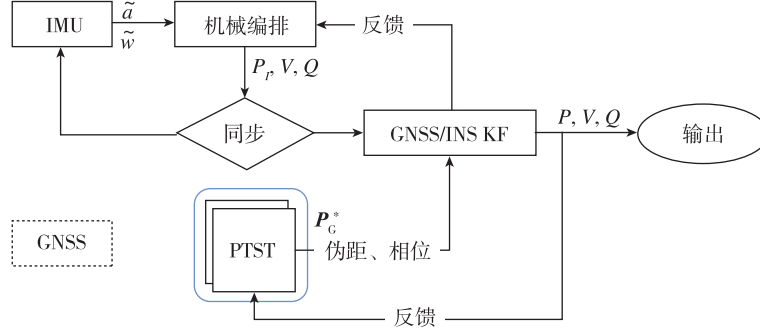 IMU
ã
w̃
机械编排
反馈
P_I, V, Q
同步
GNSS/INS KF
P, V, Q
输出
GNSS
PTST
P_G^*
伪距、相位
反馈